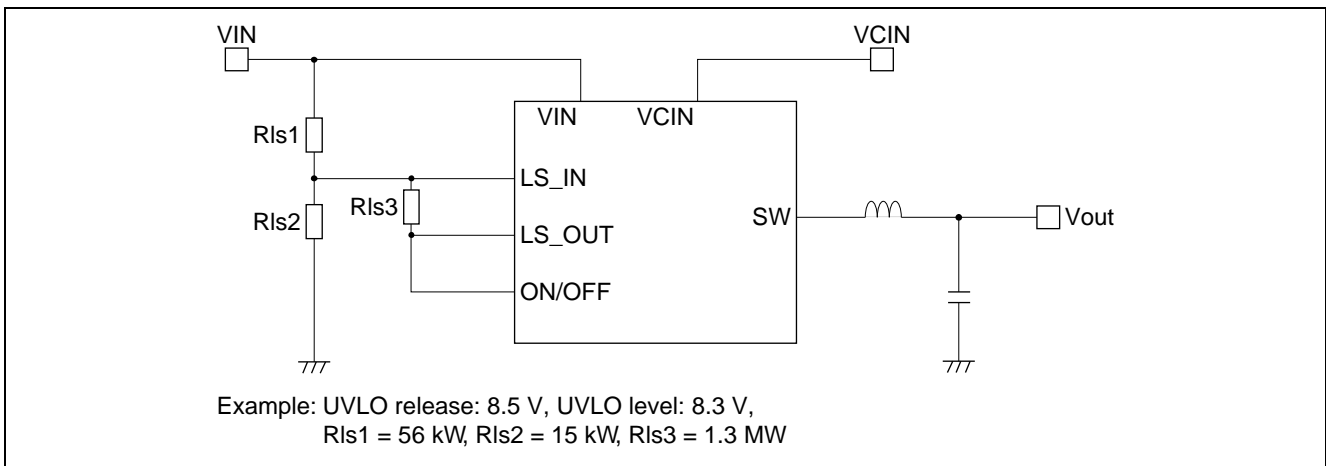 VIN
VCIN
VIN
VCIN
Rls1
LS_IN
Rls3
Rls2
SW
Vout
LS_OUT
ON/OFF
Example: UVLO release: 8.5 V, UVLO level: 8.3 V,
Rls1 = 56 kW, Rls2 = 15 kW, Rls3 = 1.3 MW